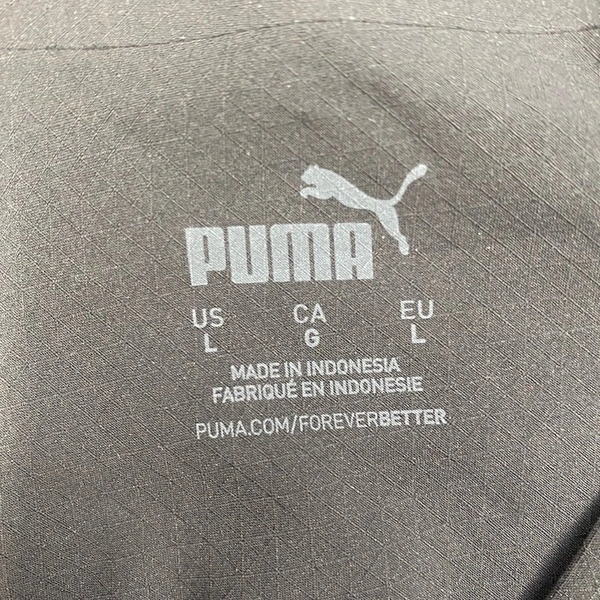 PUMA
US CA EU
L G L
MADE IN INDONESIA
FABRIQUÉ EN INDONESIE
PUMA.COM/FOREVERBETTER